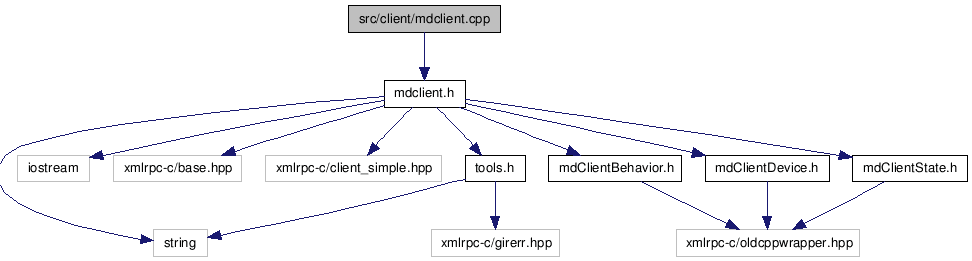 src/client/mdclient.cpp
mdclient.h
iostream
xmlrpc-c/base.hpp
xmlrpc-c/client_simple.hpp
tools.h
mdClientBehavior.h
mdClientDevice.h
mdClientState.h
string
xmlrpc-c/girerr.hpp
xmlrpc-c/oldcppwrapper.hpp